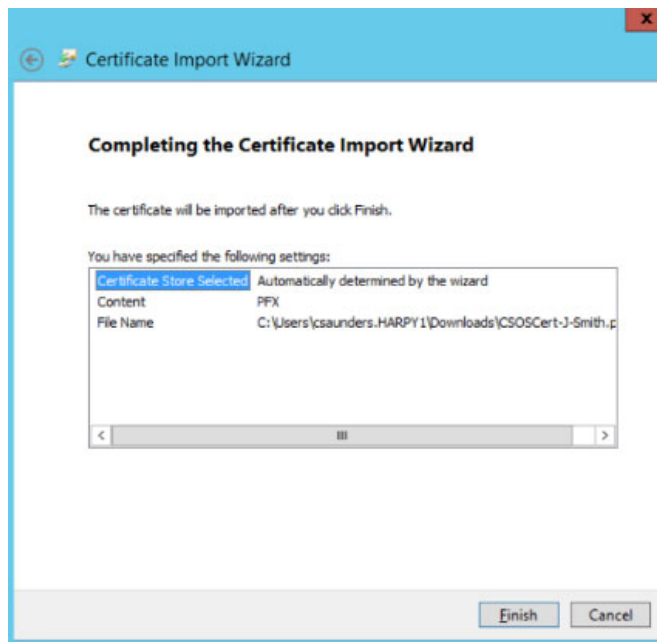 x
Certificate Import Wizard
Completing the Certificate Import Wizard
The certificate will be imported after you click Finish.
You have specified the following settings:
Certificate Store Selected Automatically determined by the wizard
Content PFX
File Name C:\Users\csaunders.HARPY1\Downloads\CSOSCert-J-Smith.p
Finish Cancel